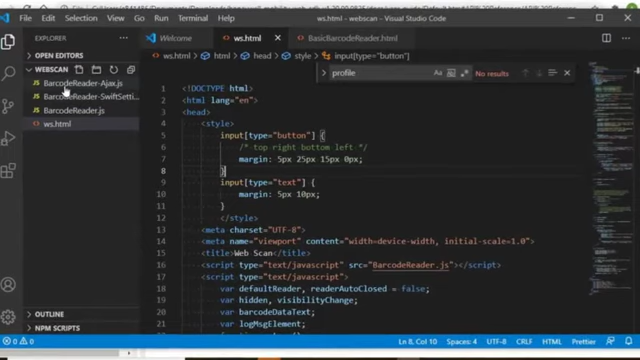 File Edit Selection View Go Run Terminal ws.html - webscan - Visual Studio Code
EXPLORER
OPEN EDITORS
WEBSCAN
BarcodeReader-Ajax.js
BarcodeReader-SwiftSetti...
BarcodeReader.js
ws.html
OUTLINE
NPM SCRIPTS
Welcome ws.html BasicBarcodeReader.html
ws.html > html > head > style > input[type="button"]
profile Aa No results
1 <!DOCTYPE html>
2 <html lang="en">
3 <head>
4 <style>
5 input[type="button"] {
6 /* top right bottom left */
7 margin: 5px 25px 15px 0px;
8 }
9 input[type="text"] {
10 margin: 5px 10px;
11 }
12 </style>
13 <meta charset="UTF-8">
14 <meta name="viewport" content="width=device-width, initial-scale=1.0">
15 <title>Web Scan</title>
16 <script type="text/javascript" src="BarcodeReader.js"></script>
17 <script type="text/javascript">
18 var defaultReader, readerAutoClosed = false;
19 var hidden, visibilityChange;
20 var barcodeDataText;
21 var logMsgElement;
0 0 Ln 8, Col 10 Spaces: 4 UTF-8 CRLF HTML Prettier